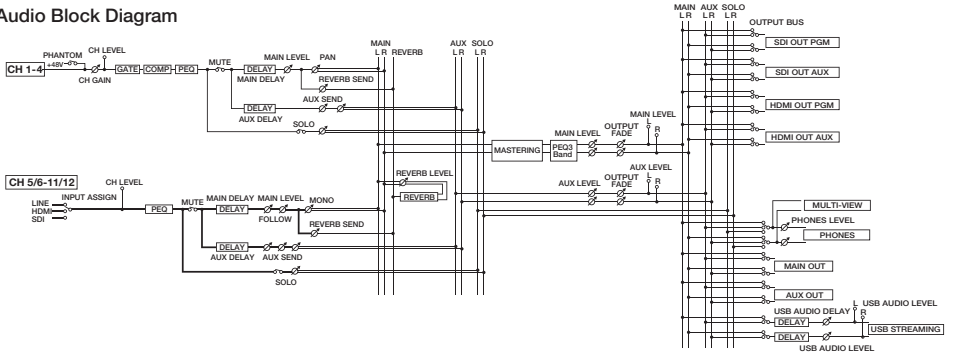 Audio Block Diagram
MAIN AUX SOLO
L R L R L R
OUTPUT BUS
SDI OUT PGM
SDI OUT AUX
HDMI OUT PGM
HDMI OUT AUX
MAIN
L R REVERB
AUX SOLO
L R L R
PHANTOM
+48V
CH LEVEL
CH 1-4
CH GAIN
GATE
COMP
PEQ
MUTE
DELAY
MAIN DELAY
MAIN LEVEL
PAN
REVERB SEND
DELAY
AUX DELAY
AUX SEND
SOLO
MASTERING
PEQ3
Band
MAIN LEVEL
OUTPUT
FADE
MAIN LEVEL
L
R
REVERB LEVEL
REVERB
AUX LEVEL
OUTPUT
FADE
AUX LEVEL
L
R
CH 5/6-11/12
INPUT ASSIGN
LINE
HDMI
SDI
CH LEVEL
PEQ
MUTE
MAIN DELAY
DELAY
MAIN LEVEL
FOLLOW
MONO
REVERB SEND
DELAY
AUX DELAY
AUX SEND
SOLO
MULTI-VIEW
PHONES LEVEL
PHONES
MAIN OUT
AUX OUT
USB AUDIO DELAY
L
R
USB AUDIO LEVEL
DELAY
USB STREAMING
DELAY
USB AUDIO LEVEL